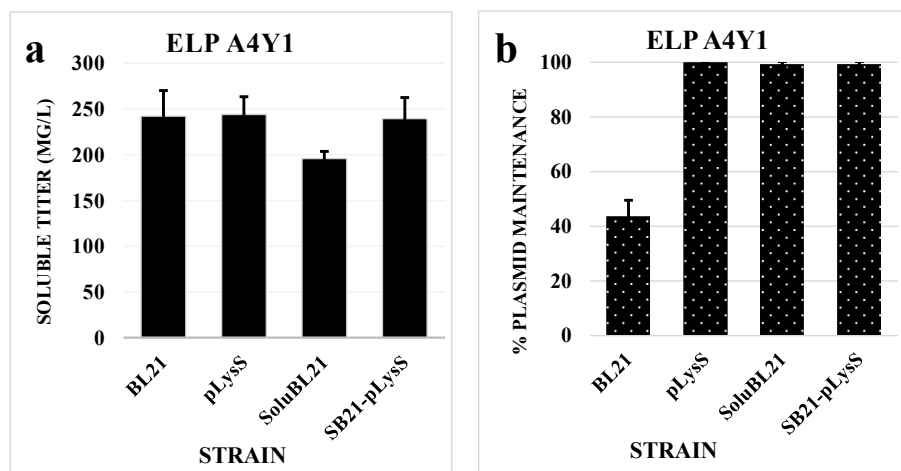 a
ELP A4Y1
SOLUBLE TITER (MG/L)
300
250
200
150
100
50
0
BL21
pLysS
SoluBL21
SB21-pLysS
STRAIN
b
ELP A4Y1
% PLASMID MAINTENANCE
100
80
60
40
20
0
BL21
pLysS
SoluBL21
SB21-pLysS
STRAIN